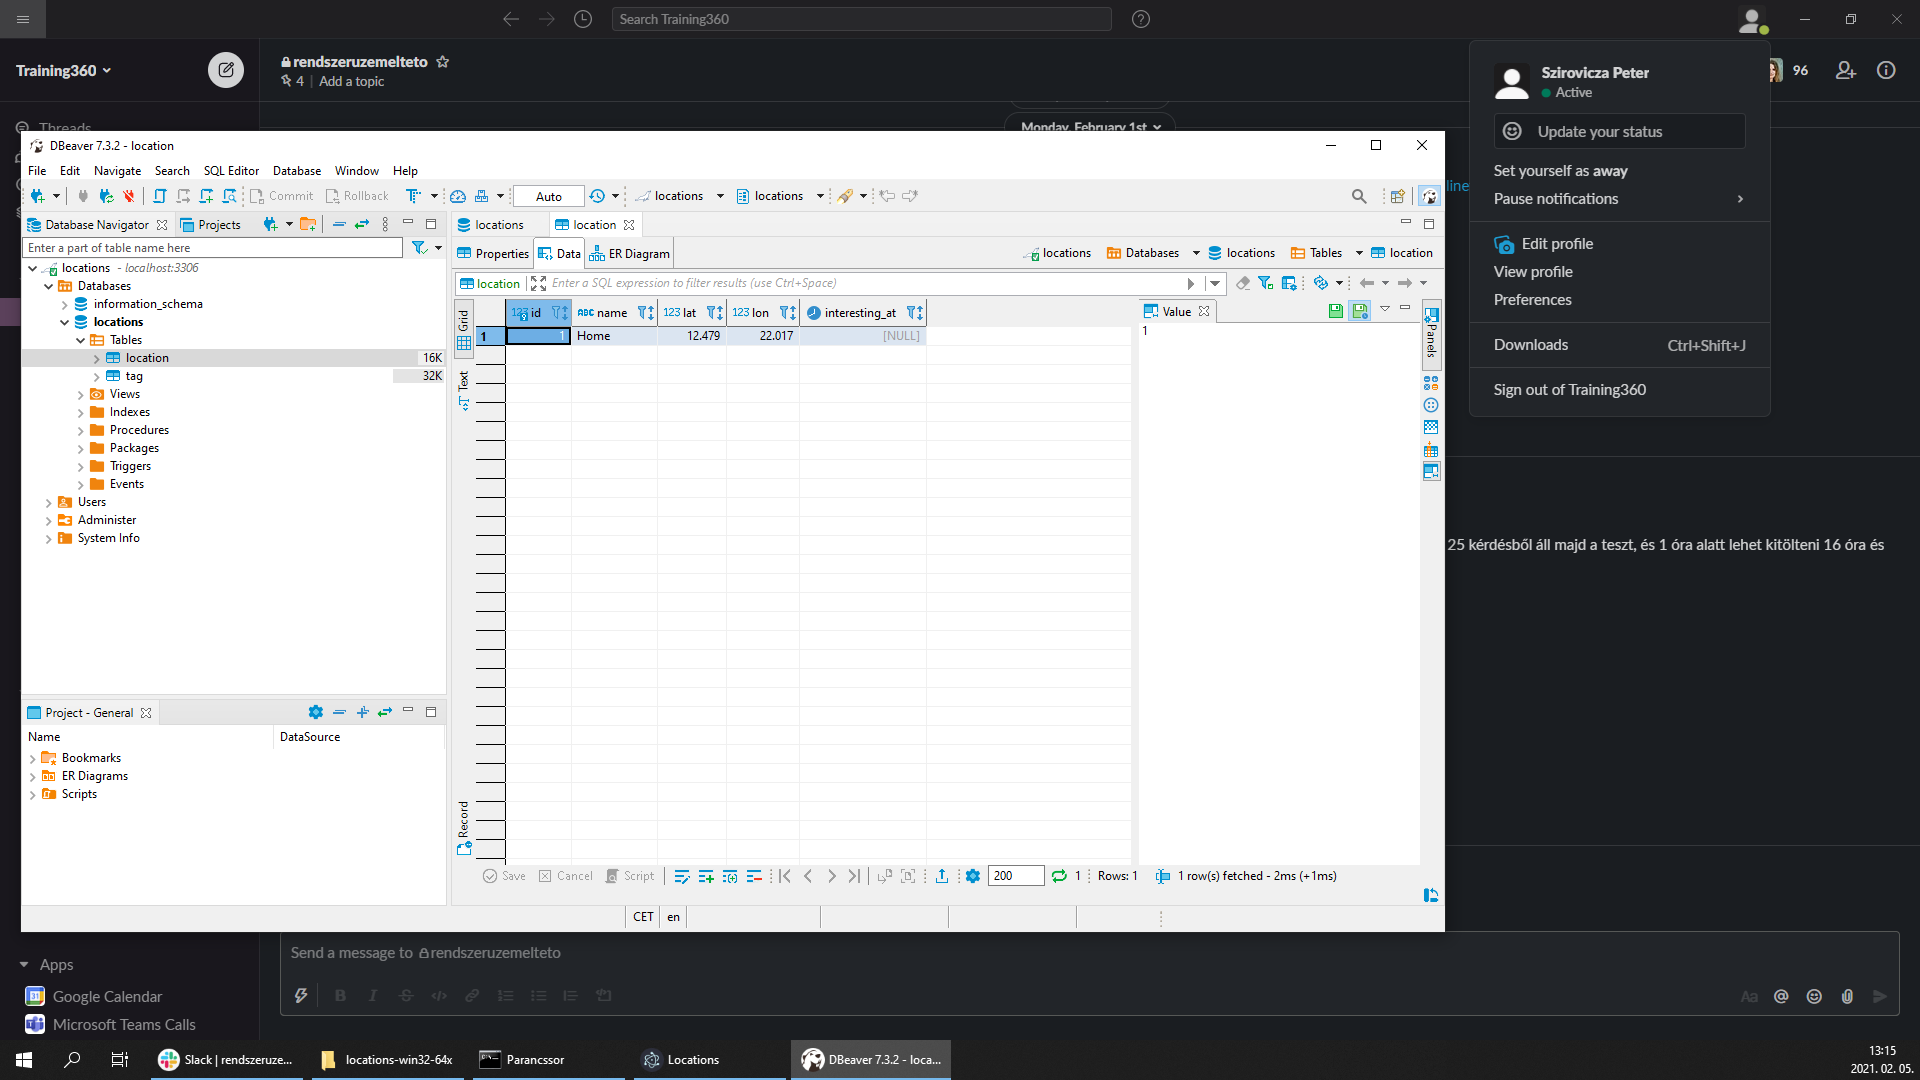 Search Training360
Training360
rendszeruzemelteto
4
Add a topic
96
Threads
Monday, February 1st
Szirovicza Peter
Active
Update your status
Set yourself as away
Pause notifications
Edit profile
View profile
Preferences
Downloads
Ctrl+Shift+J
Sign out of Training360
line
25 kérdésből áll majd a teszt, és 1 óra alatt lehet kitölteni 16 óra és
DBeaver 7.3.2 - location
File Edit Navigate Search SQL Editor Database Window Help
Commit Rollback Auto locations locations
Database Navigator Projects
Enter a part of table name here
locations - localhost:3306
Databases
information_schema
locations
Tables
location 16K
tag 32K
Views
Indexes
Procedures
Packages
Triggers
Events
Users
Administer
System Info
Project - General
Name DataSource
Bookmarks
ER Diagrams
Scripts
locations location
Properties Data ER Diagram locations Databases locations Tables location
location Enter a SQL expression to filter results (use Ctrl+Space)
Grid
Text
Record
123 id ABC name 123 lat 123 lon interesting_at
1 1 Home 12.479 22.017 [NULL]
Value
1
Panels
Save Cancel Script 200 1 Rows: 1 1 row(s) fetched - 2ms (+1ms)
CET en
Apps
Google Calendar
Microsoft Teams Calls
Send a message to rendszeruzemelteto
B I S Aa @
Slack | rendszeruze...
locations-win32-64x
Parancssor
Locations
DBeaver 7.3.2 - loca...
13:15
2021. 02. 05.